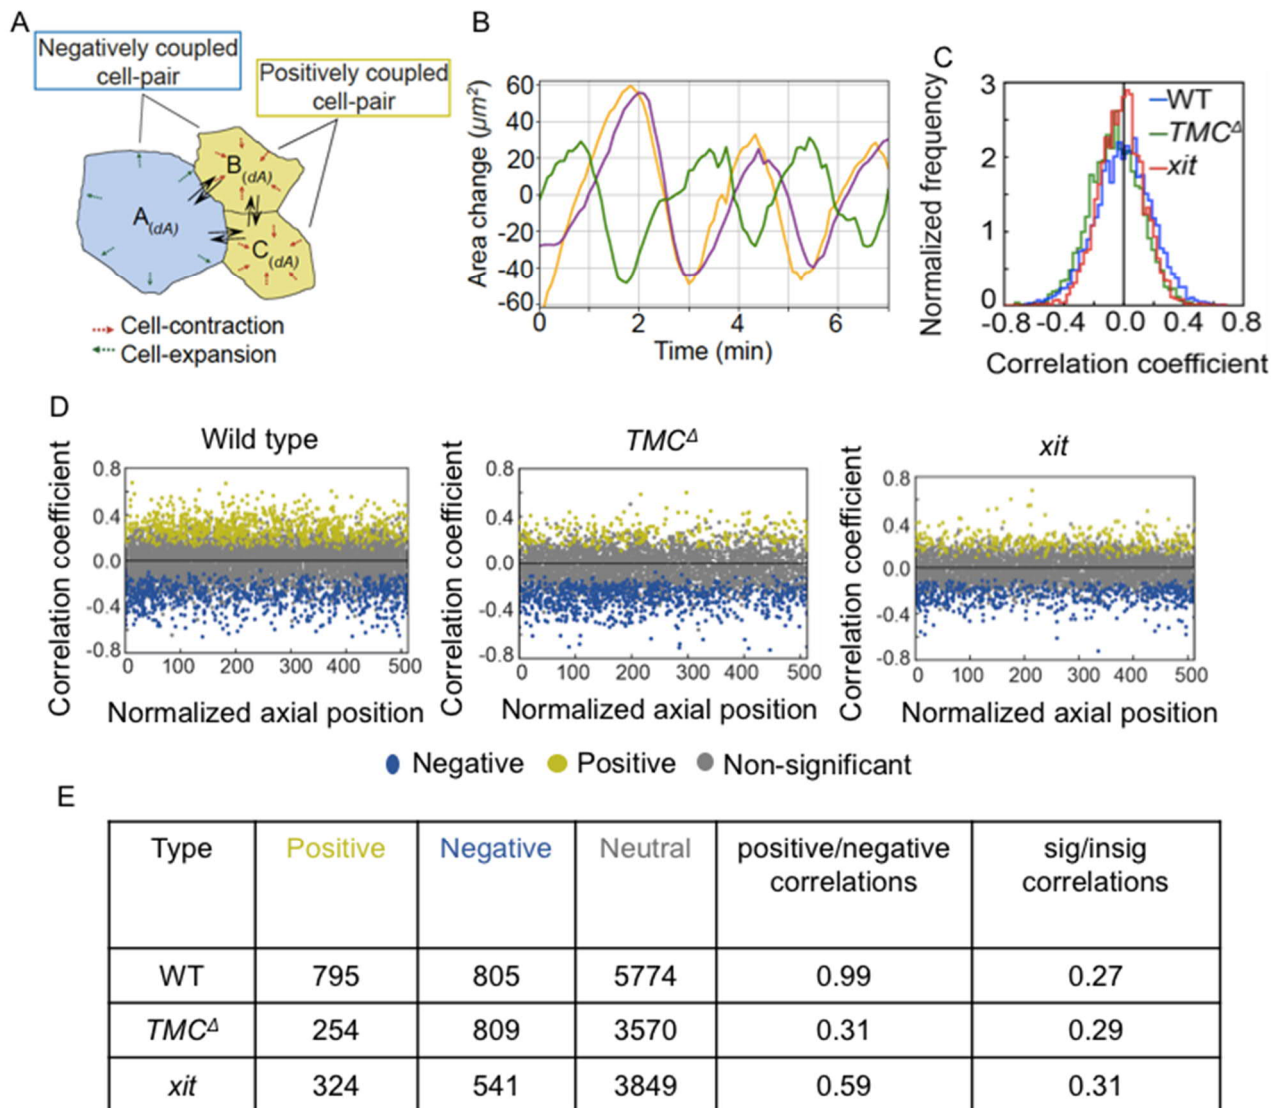 A
Negatively coupled
cell-pair
Positively coupled
cell-pair
A(dA)
B(dA)
C(dA)
Cell-contraction
Cell-expansion
B
Area change (µm²)
60
40
20
0
-20
-40
-60
0
2
4
6
Time (min)
C
Normalized frequency
3
2
1
0
WT
TMCΔ
xit
-0.8
-0.4
0.0
0.4
0.8
Correlation coefficient
D
Wild type
Correlation coefficient
0.8
0.4
0.0
-0.4
-0.8
0
100
200
300
400
500
Normalized axial position
TMCΔ
Correlation coefficient
0.8
0.4
0.0
-0.4
-0.8
0
100
200
300
400
500
Normalized axial position
xit
Correlation coefficient
0.8
0.4
0.0
-0.4
-0.8
0
100
200
300
400
500
Normalized axial position
Negative
Positive
Non-significant
E
Type Positive Negative Neutral positive/negative correlations sig/insig correlations
WT 795 805 5774 0.99 0.27
TMCΔ 254 809 3570 0.31 0.29
xit 324 541 3849 0.59 0.31